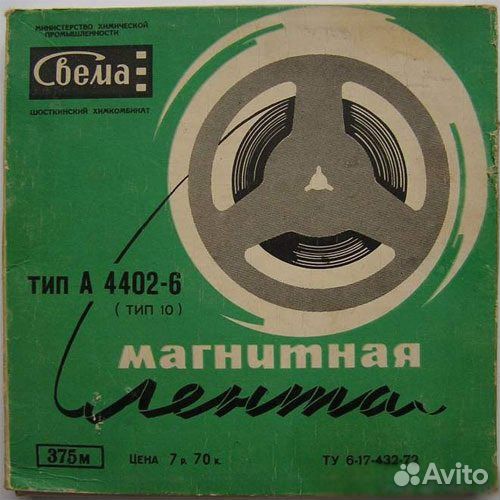 МИНИСТЕРСТВО ХИМИЧЕСКОЙ
ПРОМЫШЛЕННОСТИ
Свема
ШОСТКИНСКИЙ ХИМКОМБИНАТ
ТИП А 4402-6
(ТИП 10)
магнитная
лента
375м
ЦЕНА 7 р. 70 к.
ТУ 6-17-432-72
Avito